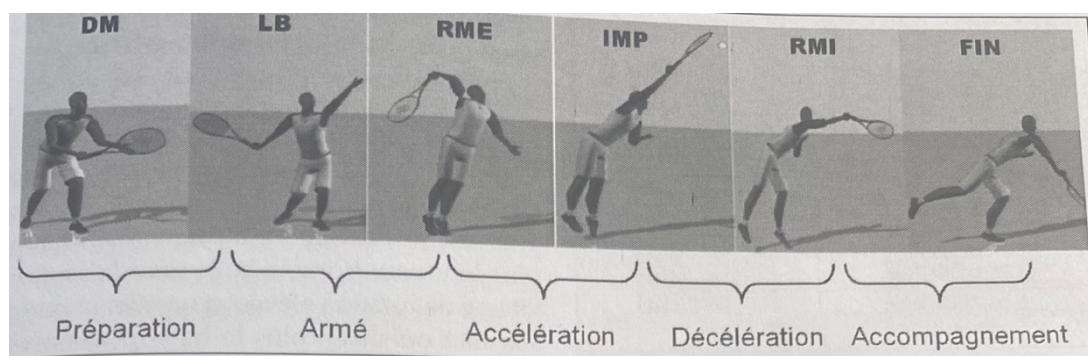 DM LB RME IMP RMI FIN
Préparation Armé Accélération Décélération Accompagnement